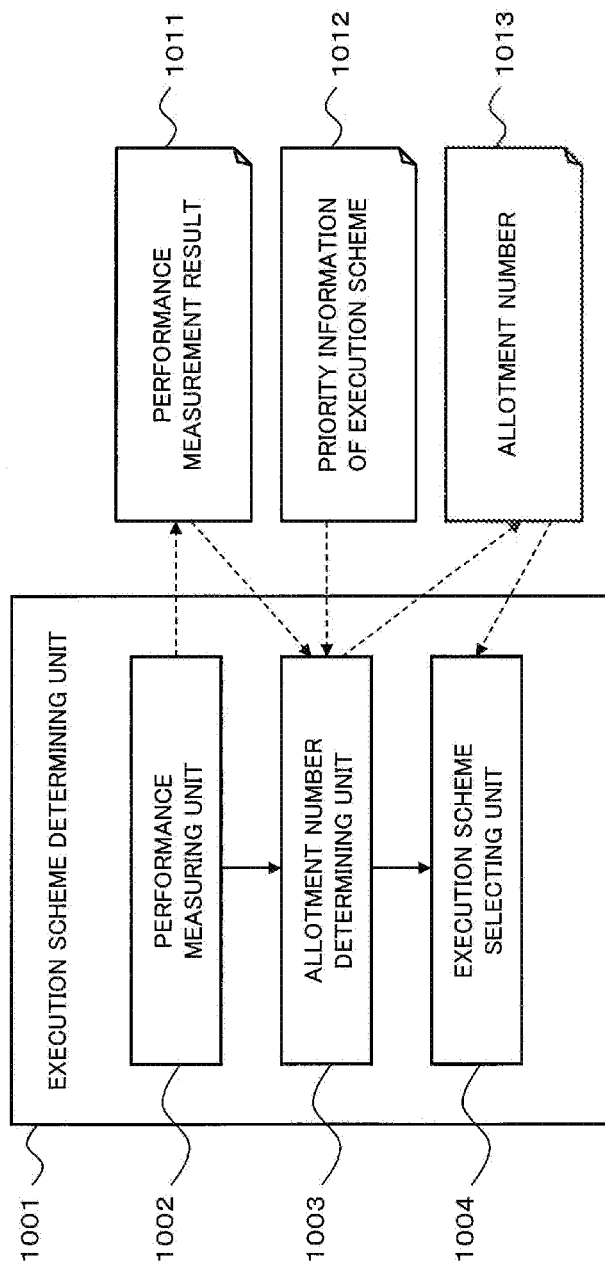 1001
EXECUTION SCHEME DETERMINING UNIT
1002
PERFORMANCE
MEASURING UNIT
1003
ALLOTMENT NUMBER
DETERMINING UNIT
1004
EXECUTION SCHEME
SELECTING UNIT
PERFORMANCE
MEASUREMENT RESULT
1011
PRIORITY INFORMATION
OF EXECUTION SCHEME
1012
ALLOTMENT NUMBER
1013